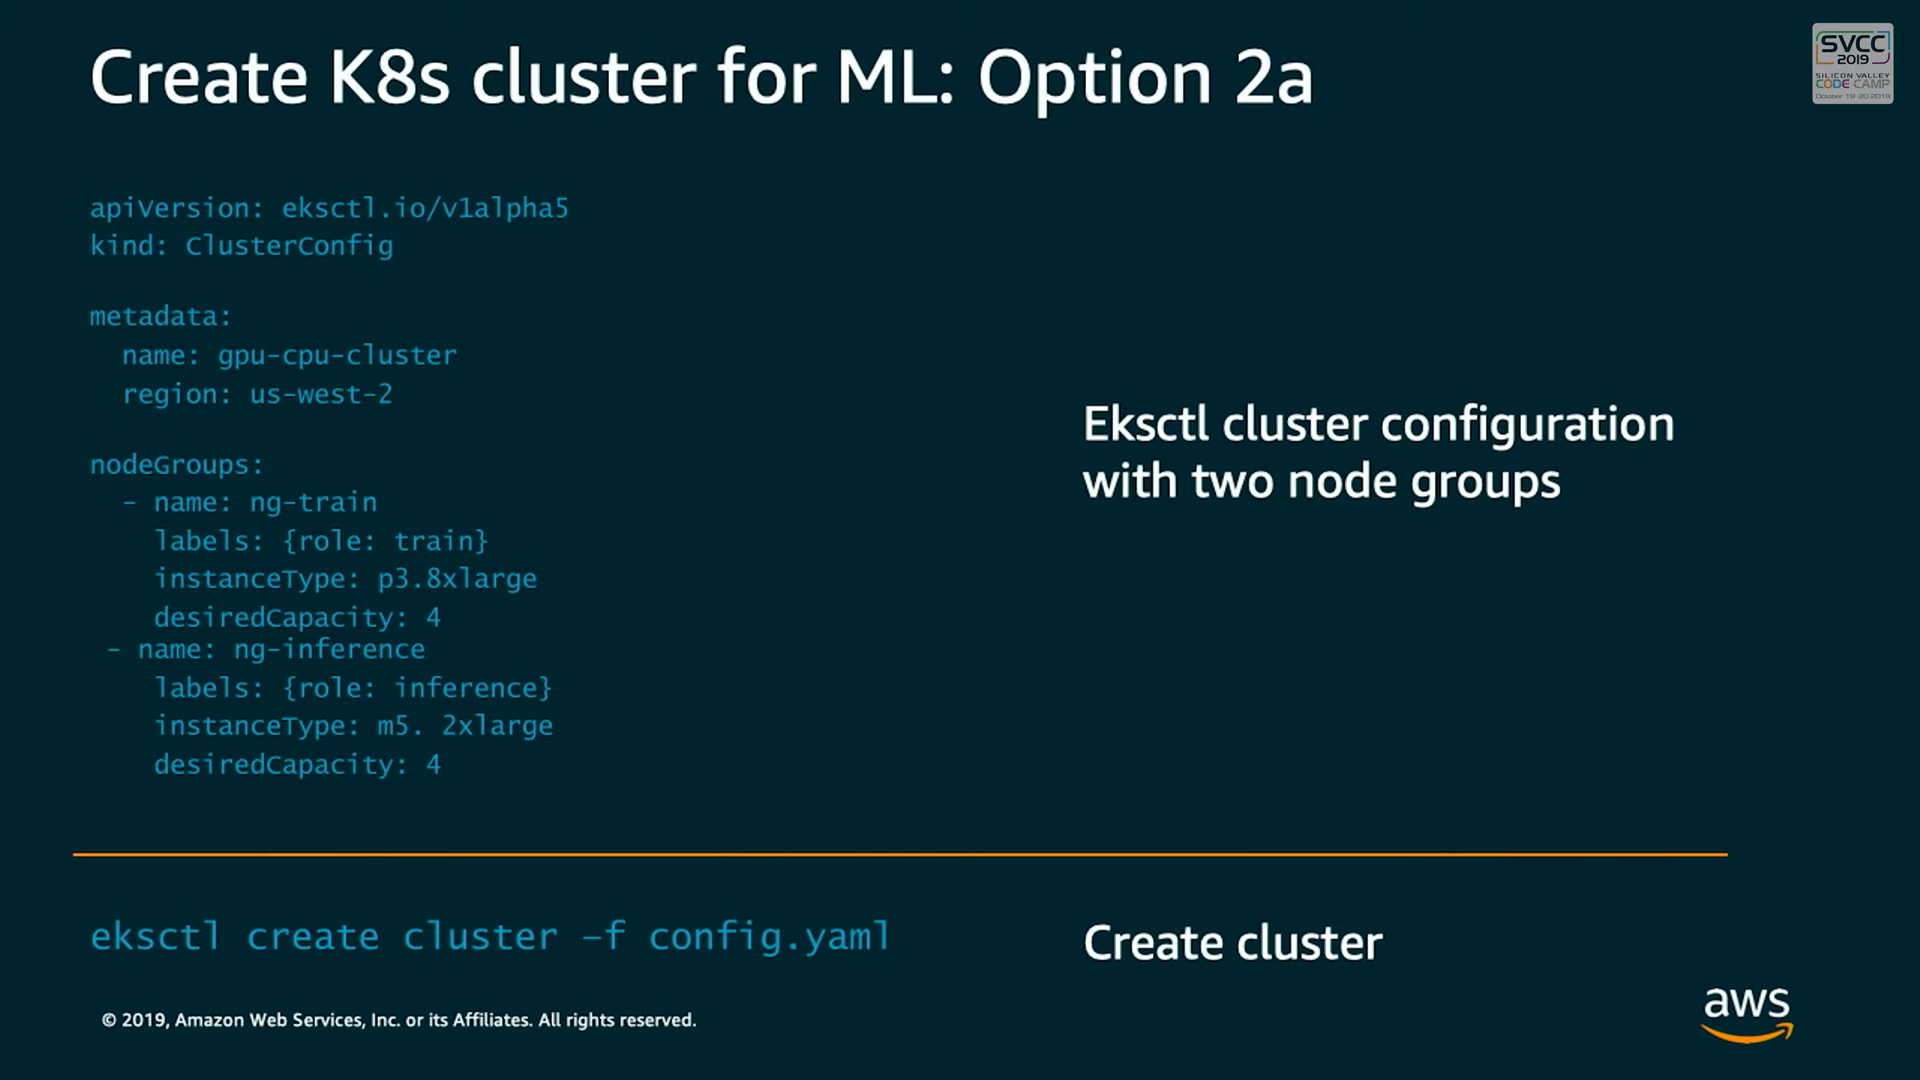 Create K8s cluster for ML: Option 2a
SVCC
2019
SILICON VALLEY
CODE CAMP
October 19-20 2019
apiVersion: eksctl.io/v1alpha5
kind: ClusterConfig
metadata:
  name: gpu-cpu-cluster
  region: us-west-2
nodeGroups:
  - name: ng-train
    labels: {role: train}
    instanceType: p3.8xlarge
    desiredCapacity: 4
 - name: ng-inference
    labels: {role: inference}
    instanceType: m5. 2xlarge
    desiredCapacity: 4
Eksctl cluster configuration
with two node groups
eksctl create cluster –f config.yaml
Create cluster
© 2019, Amazon Web Services, Inc. or its Affiliates. All rights reserved.
aws